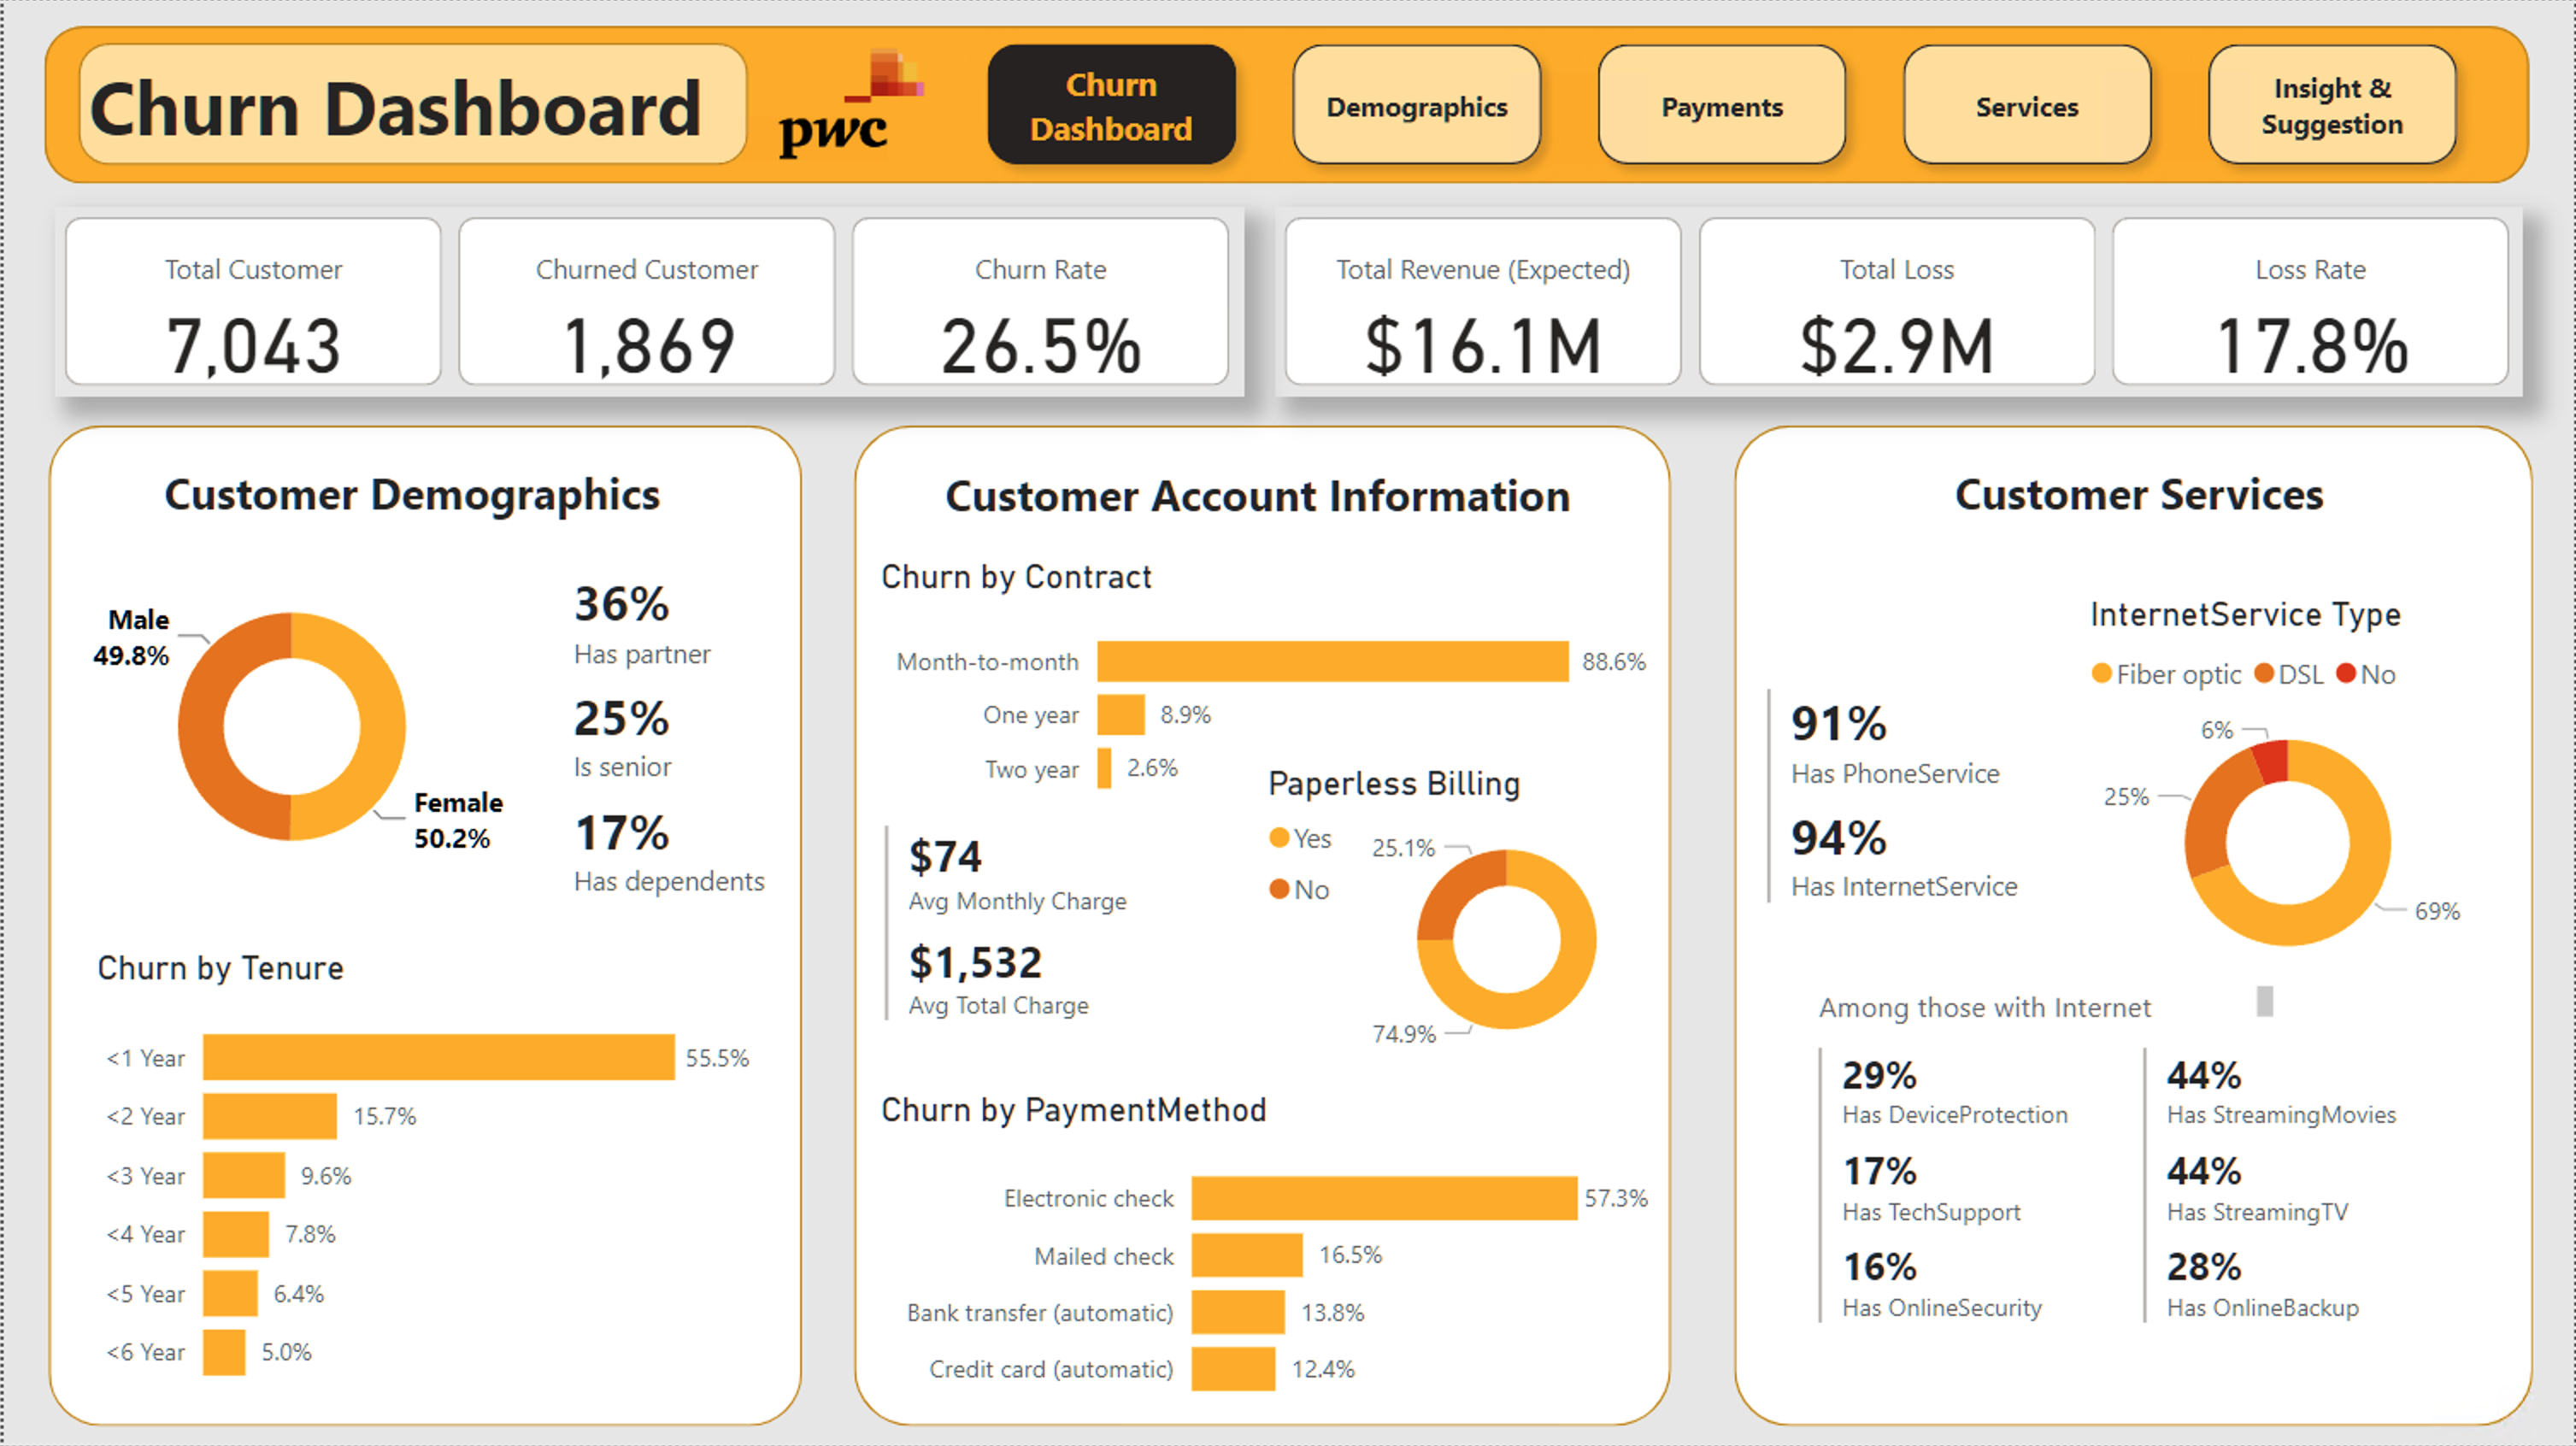 Churn Dashboard
pwc
Churn
Dashboard
Demographics
Payments
Services
Insight &
Suggestion
Total Customer
7,043
Churned Customer
1,869
Churn Rate
26.5%
Total Revenue (Expected)
$16.1M
Total Loss
$2.9M
Loss Rate
17.8%
Customer Demographics
Male
49.8%
Female
50.2%
36%
Has partner
25%
Is senior
17%
Has dependents
Churn by Tenure
<1 Year 55.5%
<2 Year 15.7%
<3 Year 9.6%
<4 Year 7.8%
<5 Year 6.4%
<6 Year 5.0%
Customer Account Information
Churn by Contract
Month-to-month 88.6%
One year 8.9%
Two year 2.6%
$74
Avg Monthly Charge
$1,532
Avg Total Charge
Paperless Billing
Yes
No
25.1%
74.9%
Churn by PaymentMethod
Electronic check 57.3%
Mailed check 16.5%
Bank transfer (automatic) 13.8%
Credit card (automatic) 12.4%
Customer Services
91%
Has PhoneService
94%
Has InternetService
InternetService Type
Fiber optic DSL No
6%
25%
69%
Among those with Internet
29%
Has DeviceProtection
17%
Has TechSupport
16%
Has OnlineSecurity
44%
Has StreamingMovies
44%
Has StreamingTV
28%
Has OnlineBackup